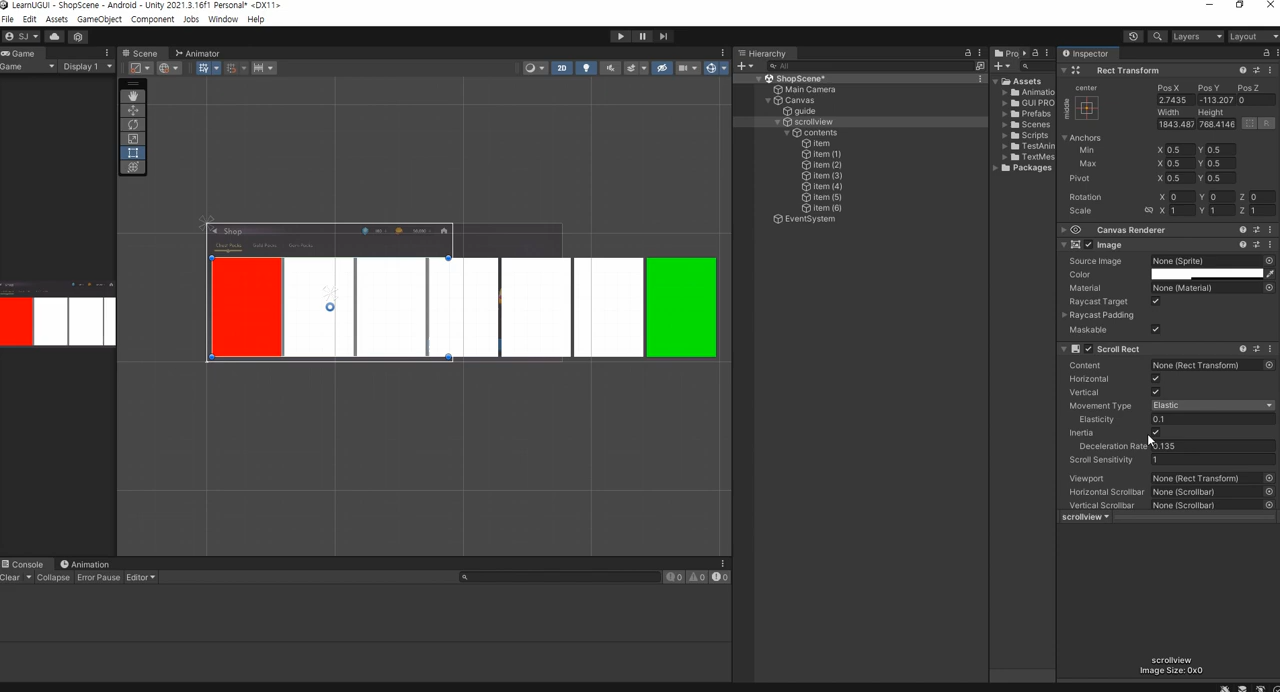 LearnUGUI - ShopScene - Android - Unity 2021.3.16f1 Personal* <DX11>
File Edit Assets GameObject Component Jobs Window Help
SJ Layers Layout
Game
Game Display 1
Scene Animator
2D
Shop
Hierarchy
All
ShopScene*
Main Camera
Canvas
guide
scrollview
contents
item
item (1)
item (2)
item (3)
item (4)
item (5)
item (6)
EventSystem
Pro
Assets
Animatio
GUI PRO
Prefabs
Scenes
Scripts
TestAnim
TextMes
Packages
Inspector
Rect Transform
center
middle
Pos X Pos Y Pos Z
2.7435 -113.207 0
Width Height
1843.487 768.4146 R
Anchors
Min X 0.5 Y 0.5
Max X 0.5 Y 0.5
Pivot X 0.5 Y 0.5
Rotation X 0 Y 0 Z 0
Scale X 1 Y 1 Z 1
Canvas Renderer
Image
Source Image None (Sprite)
Color
Material None (Material)
Raycast Target
Raycast Padding
Maskable
Scroll Rect
Content None (Rect Transform)
Horizontal
Vertical
Movement Type Elastic
Elasticity 0.1
Inertia
Deceleration Rate 0.135
Scroll Sensitivity 1
Viewport None (Rect Transform)
Horizontal Scrollbar None (Scrollbar)
Vertical Scrollbar None (Scrollbar)
scrollview
scrollview
Image Size: 0x0
Console Animation
Clear Collapse Error Pause Editor
0 0 0